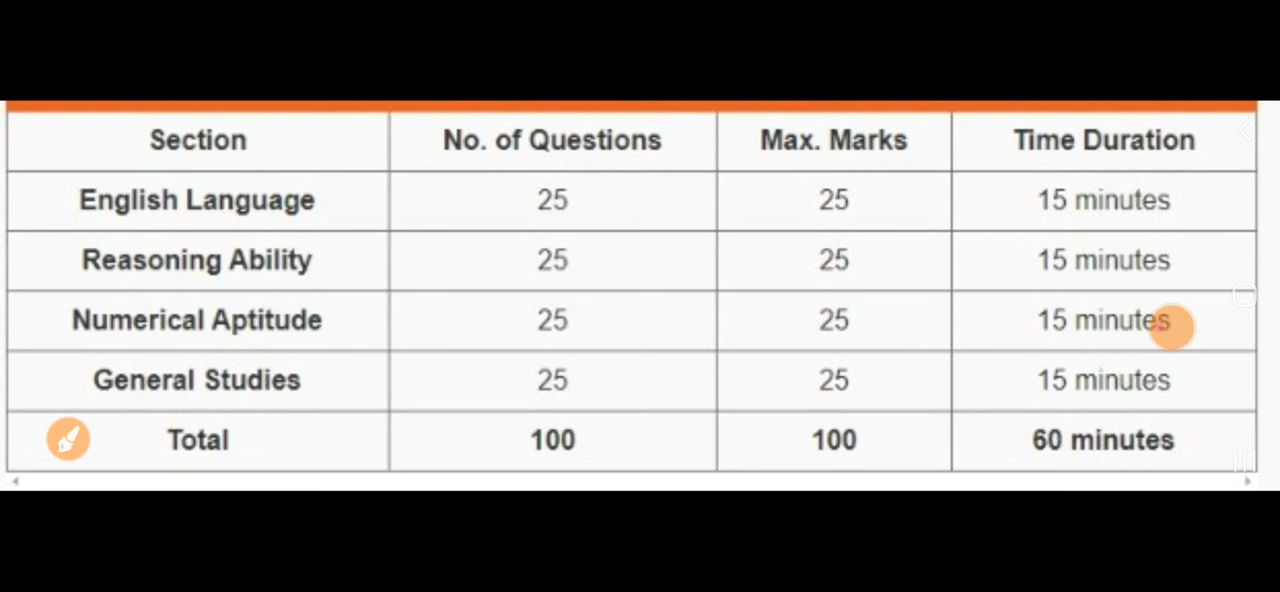 Section No. of Questions Max. Marks Time Duration
English Language 25 25 15 minutes
Reasoning Ability 25 25 15 minutes
Numerical Aptitude 25 25 15 minutes
General Studies 25 25 15 minutes
Total 100 100 60 minutes